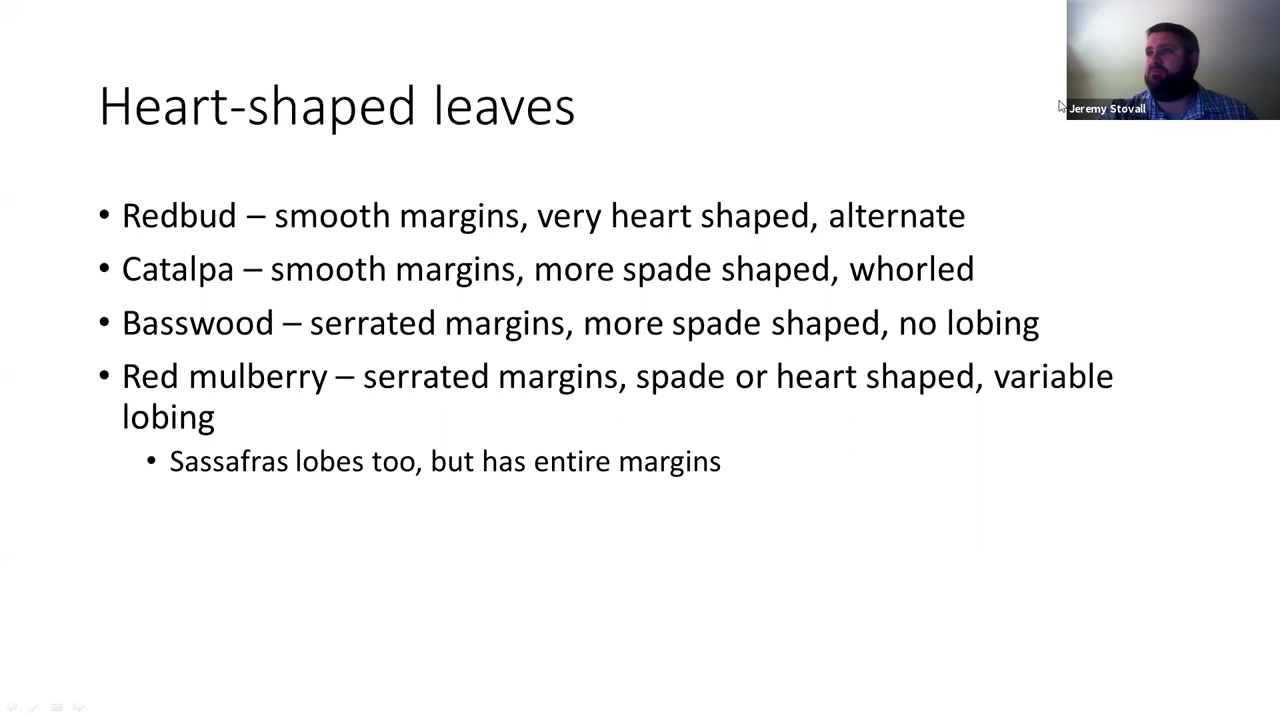 Jeremy Stovall
Heart-shaped leaves
• Redbud – smooth margins, very heart shaped, alternate
• Catalpa – smooth margins, more spade shaped, whorled
• Basswood – serrated margins, more spade shaped, no lobing
• Red mulberry – serrated margins, spade or heart shaped, variable
lobing
• Sassafras lobes too, but has entire margins